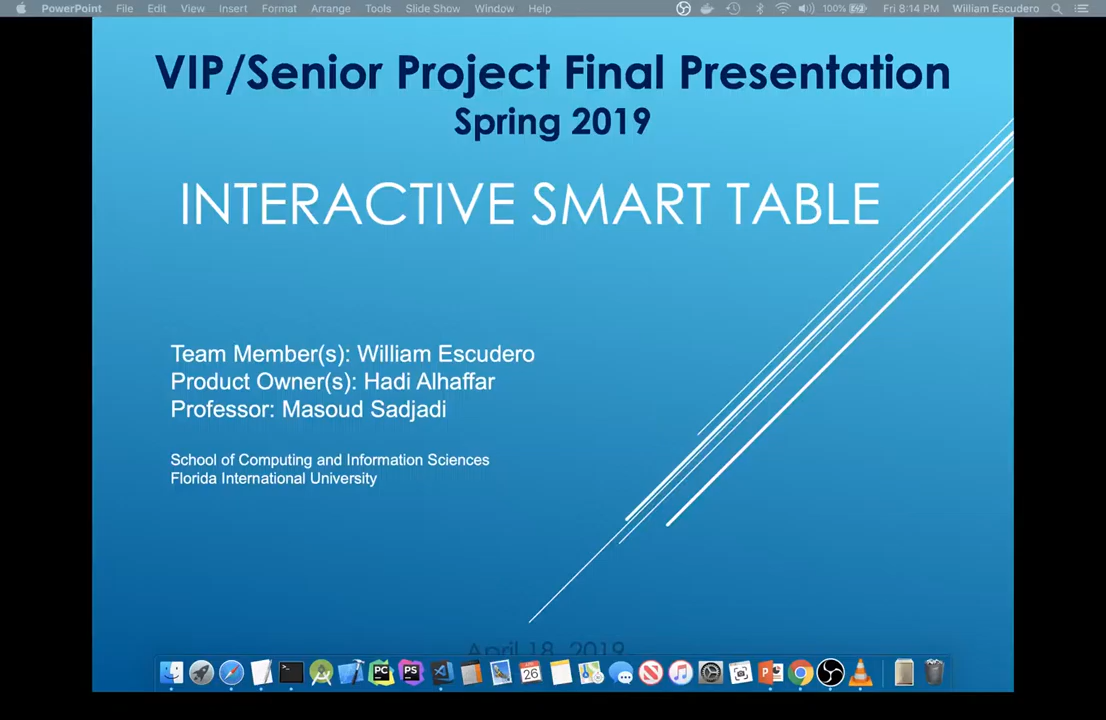 PowerPoint File Edit View Insert Format Arrange Tools Slide Show Window Help 100% Fri 8:14 PM William Escudero
VIP/Senior Project Final Presentation
Spring 2019
INTERACTIVE SMART TABLE
Team Member(s): William Escudero
Product Owner(s): Hadi Alhaffar
Professor: Masoud Sadjadi
School of Computing and Information Sciences
Florida International University
April 18, 2019
PC PS 26